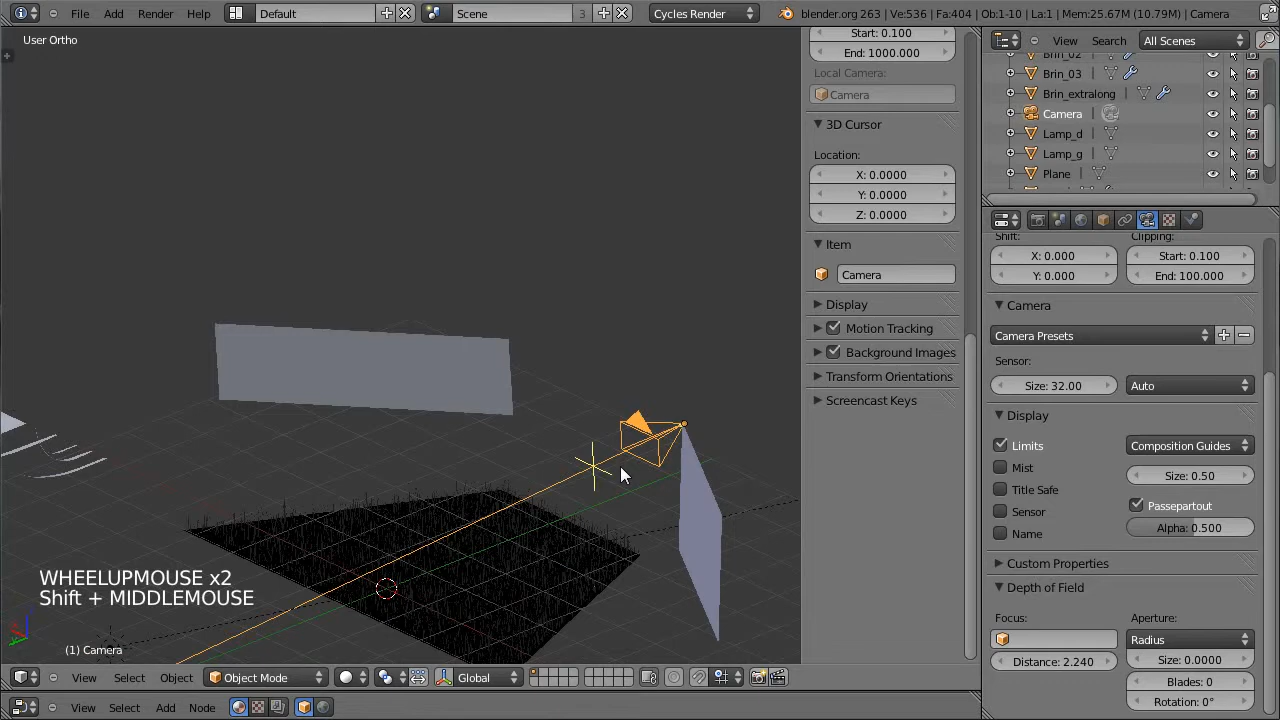 File Add Render Help Default Scene 3 Cycles Render blender.org 263 | Ve:536 | Fa:404 | Ob:1-10 | La:1 | Mem:25.67M (10.79M) | Camera
User Ortho
Start: 0.100
End: 1000.000
Local Camera:
Camera
3D Cursor
Location:
X: 0.0000
Y: 0.0000
Z: 0.0000
Item
Camera
Display
Motion Tracking
Background Images
Transform Orientations
Screencast Keys
View Search All Scenes
Brin_02
Brin_03
Brin_extralong
Camera
Lamp_d
Lamp_g
Plane
Shift: Clipping:
X: 0.000 Start: 0.100
Y: 0.000 End: 100.000
Camera
Camera Presets
Sensor:
Size: 32.00 Auto
Display
Limits Composition Guides
Mist Size: 0.50
Title Safe Passepartout
Sensor Alpha: 0.500
Name
Custom Properties
Depth of Field
Focus: Aperture:
Radius
Distance: 2.240 Size: 0.0000
Blades: 0
Rotation: 0°
WHEELUPMOUSE x2
Shift + MIDDLEMOUSE
(1) Camera
View Select Object Object Mode Global
View Select Add Node